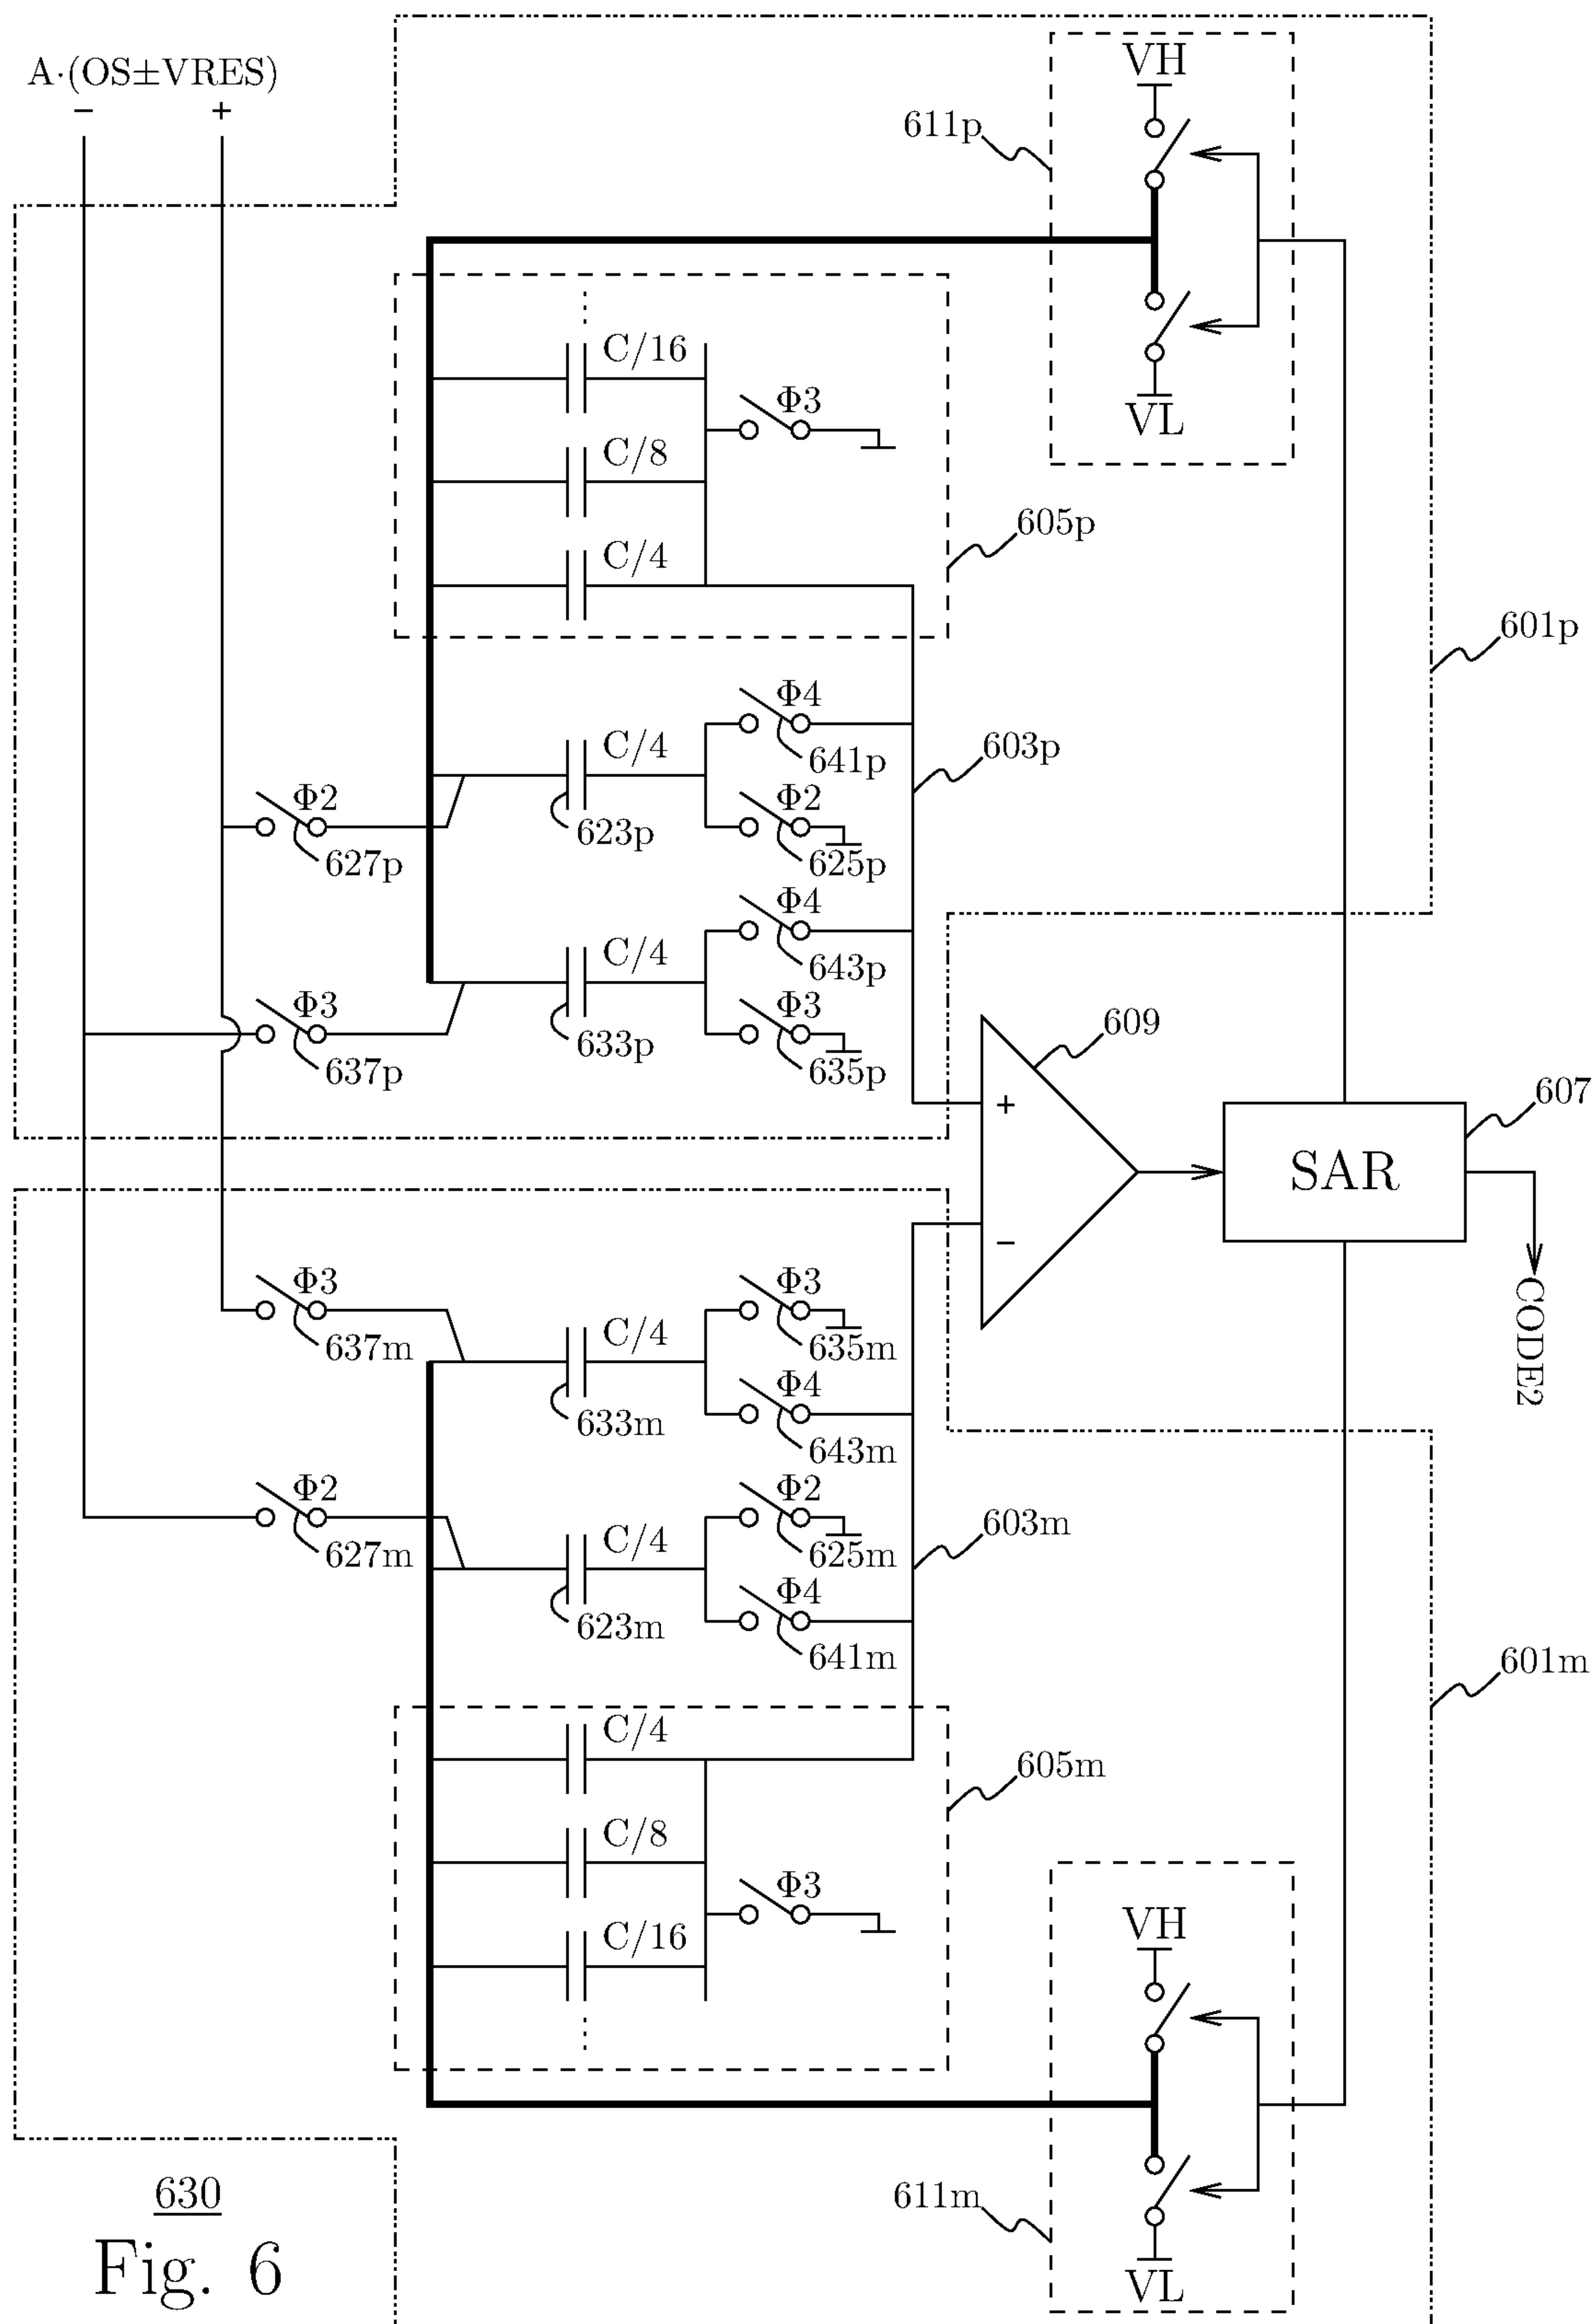 A·(OS±VRES)
− +
VH
611p
C/16
Φ3
C/8
VL
605p
C/4
601p
Φ4
C/4
641p
603p
Φ2
Φ2
623p
627p
625p
Φ4
C/4
643p
Φ3
Φ3
633p
637p
635p
609
+
607
SAR
−
CODE2
Φ3
Φ3
C/4
637m
635m
Φ4
633m
643m
Φ2
Φ2
603m
C/4
627m
625m
Φ4
623m
641m
601m
C/4
605m
C/8
Φ3
VH
C/16
611m
VL
630
Fig. 6